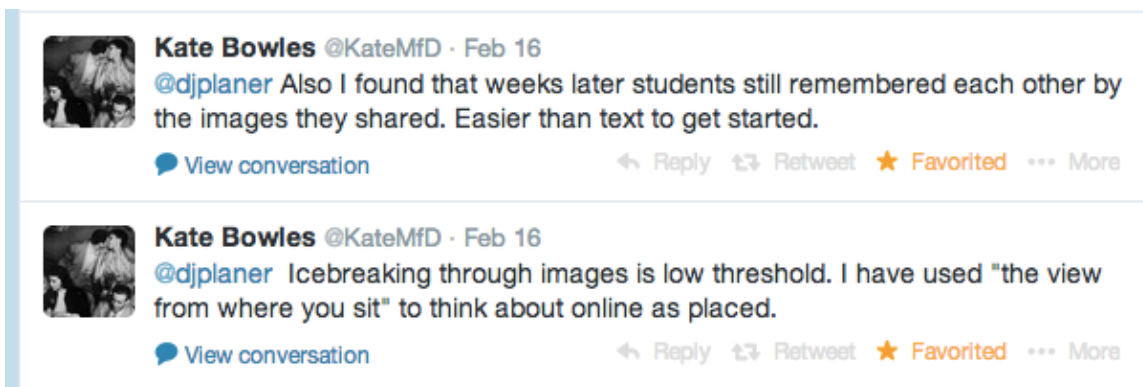 Kate Bowles @KateMfD · Feb 16
@djplaner Also I found that weeks later students still remembered each other by
the images they shared. Easier than text to get started.
View conversation Reply Retweet Favorited More
Kate Bowles @KateMfD · Feb 16
@djplaner Icebreaking through images is low threshold. I have used "the view
from where you sit" to think about online as placed.
View conversation Reply Retweet Favorited More